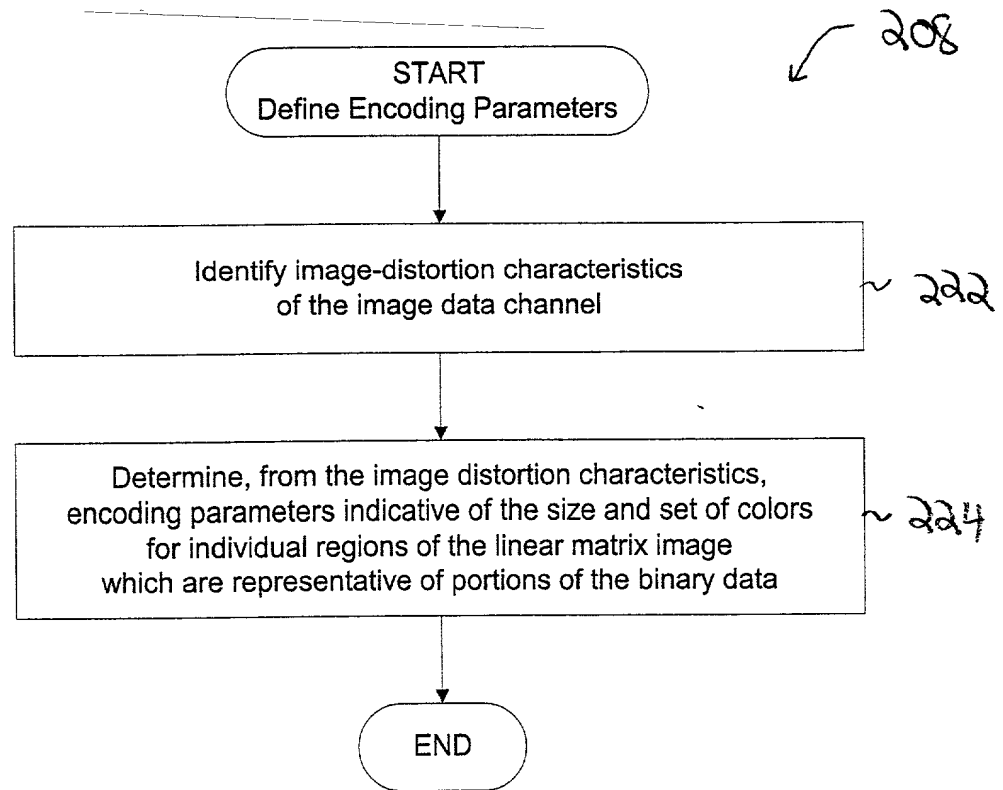 208
START
Define Encoding Parameters
Identify image-distortion characteristics
of the image data channel
222
Determine, from the image distortion characteristics,
encoding parameters indicative of the size and set of colors
for individual regions of the linear matrix image
which are representative of portions of the binary data
224
END